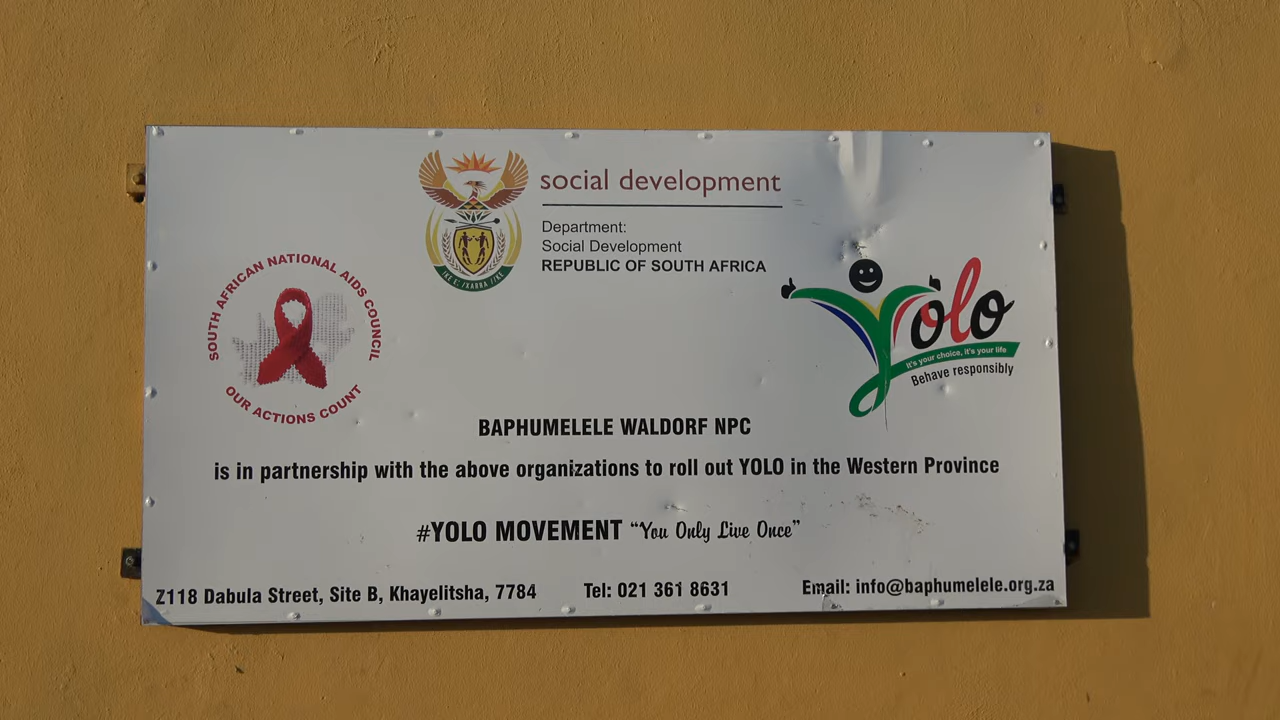 social development
Department:
Social Development
REPUBLIC OF SOUTH AFRICA
!KE E: /XARRA //KE
SOUTH AFRICAN NATIONAL AIDS COUNCIL
OUR ACTIONS COUNT
Yolo
It's your choice, it's your life
Behave responsibly
BAPHUMELELE WALDORF NPC
is in partnership with the above organizations to roll out YOLO in the Western Province
#YOLO MOVEMENT "You Only Live Once"
Z118 Dabula Street, Site B, Khayelitsha, 7784 Tel: 021 361 8631 Email: info@baphumelele.org.za